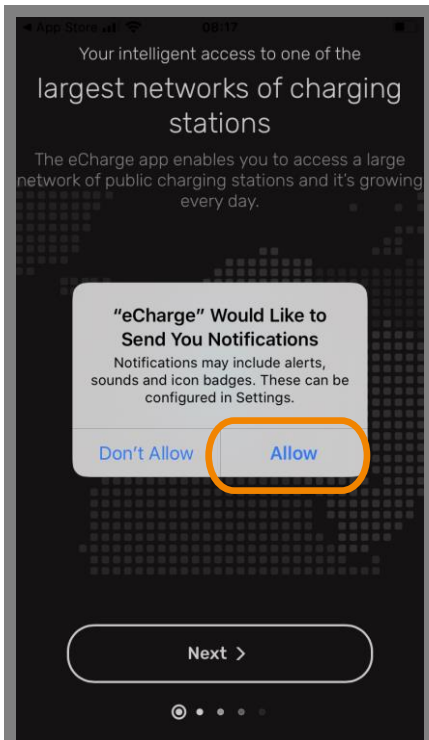 ◀ App Store 08:17
Your intelligent access to one of the
largest networks of charging
stations
The eCharge app enables you to access a large
network of public charging stations and it's growing
every day.
“eCharge” Would Like to
Send You Notifications
Notifications may include alerts,
sounds and icon badges. These can be
configured in Settings.
Don't Allow Allow
Next >